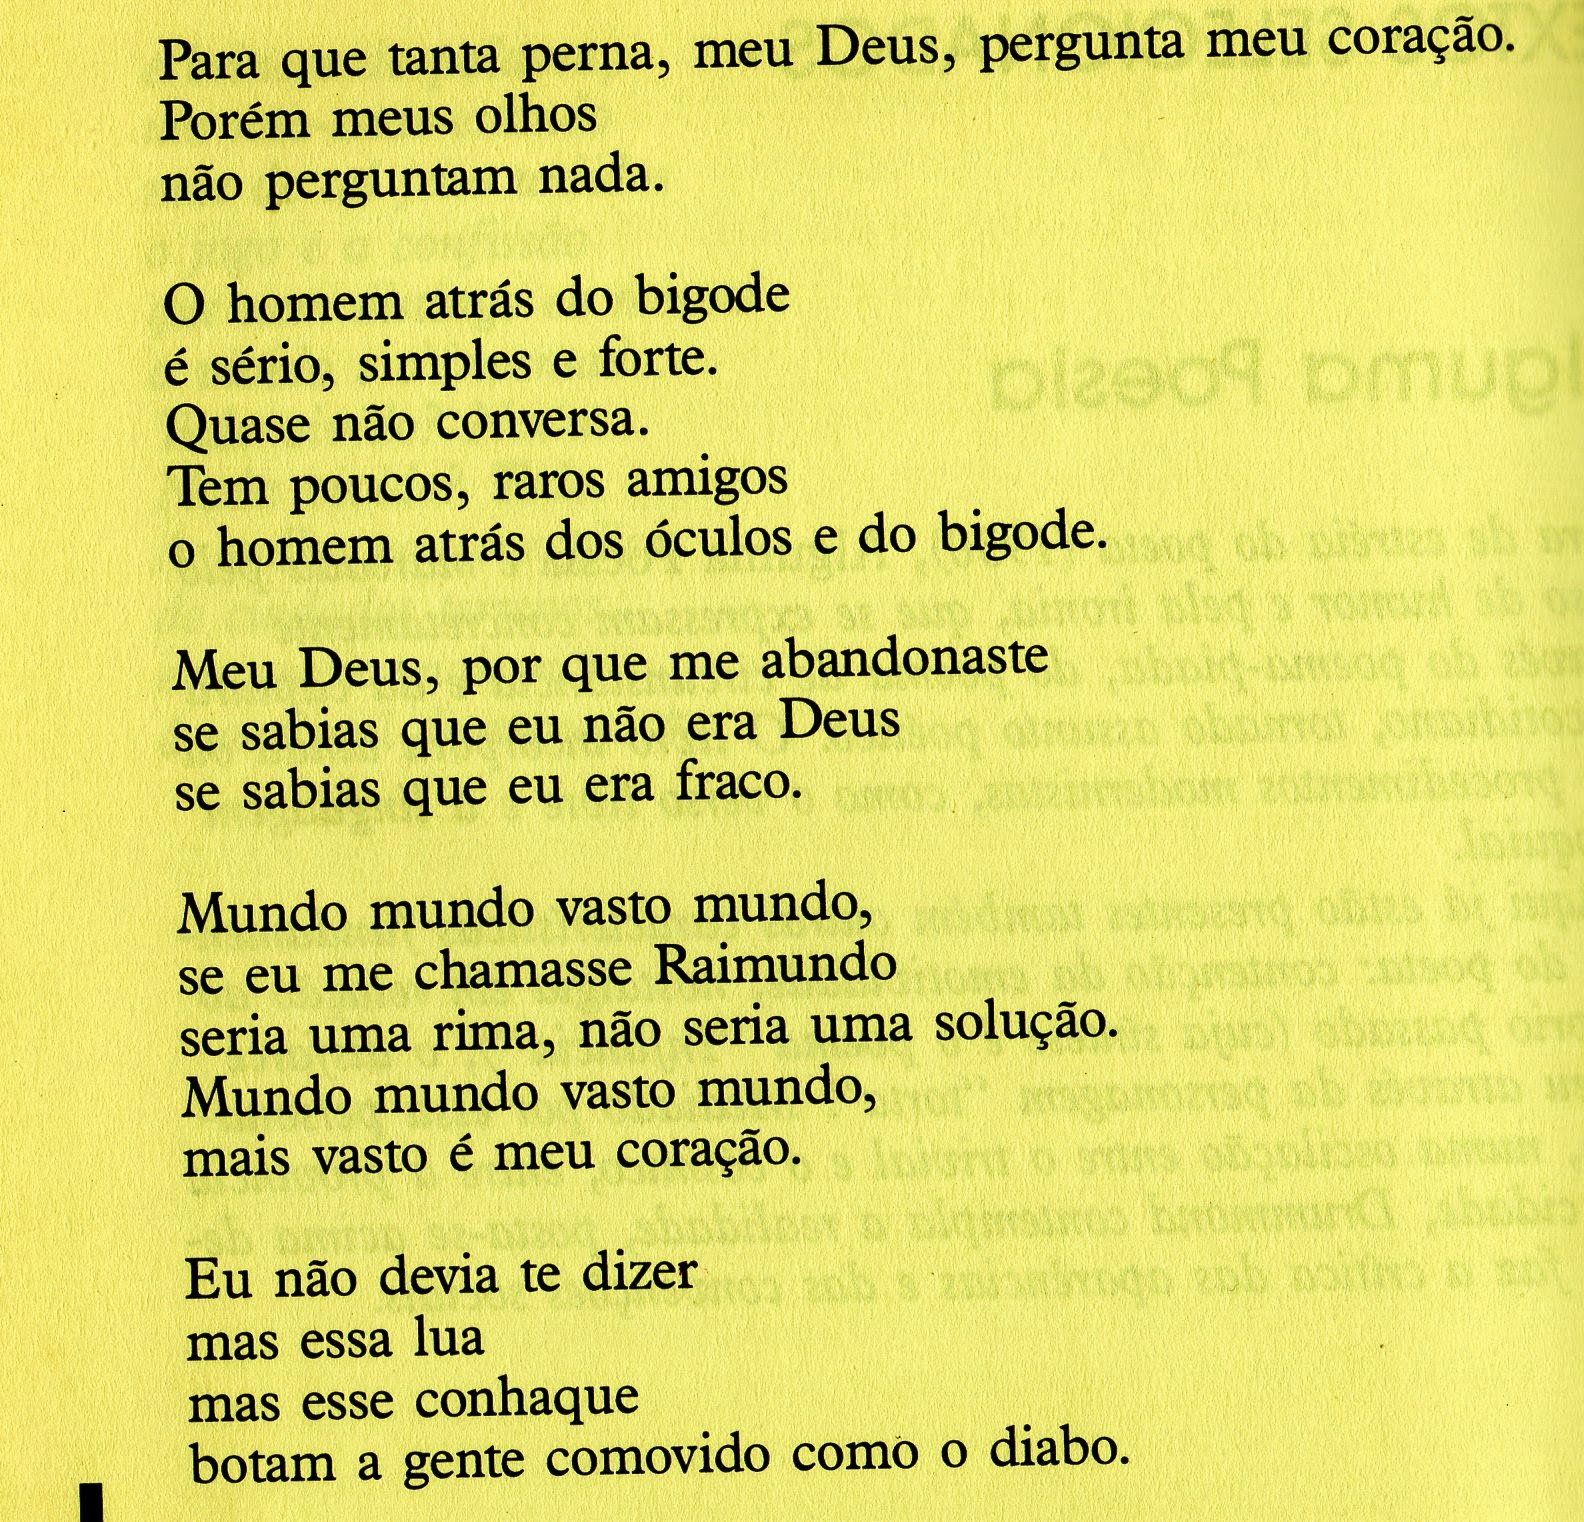 Para que tanta perna, meu Deus, pergunta meu coração.
Porém meus olhos
não perguntam nada.
O homem atrás do bigode
é sério, simples e forte.
Quase não conversa.
Tem poucos, raros amigos
o homem atrás dos óculos e do bigode.
Meu Deus, por que me abandonaste
se sabias que eu não era Deus
se sabias que eu era fraco.
Mundo mundo vasto mundo,
se eu me chamasse Raimundo
seria uma rima, não seria uma solução.
Mundo mundo vasto mundo,
mais vasto é meu coração.
Eu não devia te dizer
mas essa lua
mas esse conhaque
botam a gente comovido como o diabo.